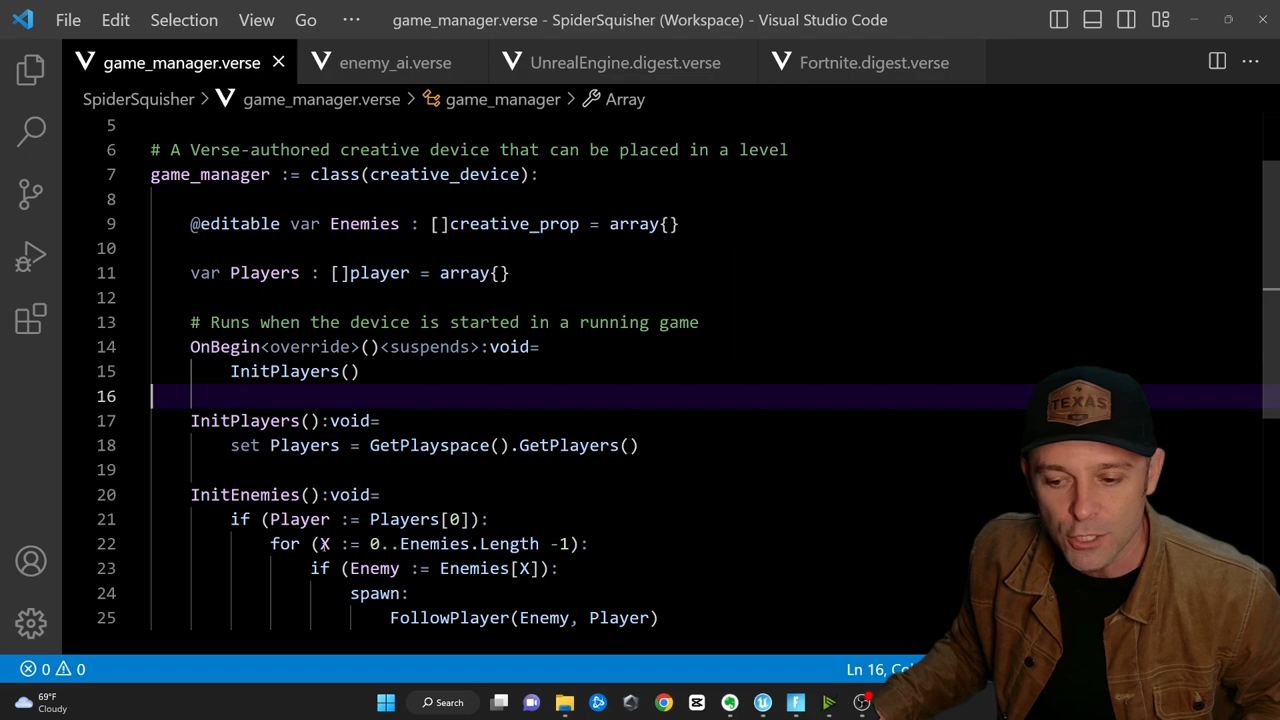 File Edit Selection View Go ··· game_manager.verse - SpiderSquisher (Workspace) - Visual Studio Code
game_manager.verse enemy_ai.verse UnrealEngine.digest.verse Fortnite.digest.verse
SpiderSquisher > game_manager.verse > game_manager > Array
5
6 # A Verse-authored creative device that can be placed in a level
7 game_manager := class(creative_device):
8
9 @editable var Enemies : []creative_prop = array{}
10
11 var Players : []player = array{}
12
13 # Runs when the device is started in a running game
14 OnBegin<override>()<suspends>:void=
15 InitPlayers()
16
17 InitPlayers():void=
18 set Players = GetPlayspace().GetPlayers()
19
20 InitEnemies():void=
21 if (Player := Players[0]):
22 for (X := 0..Enemies.Length -1):
23 if (Enemy := Enemies[X]):
24 spawn:
25 FollowPlayer(Enemy, Player)
TEXAS
0 0 Ln 16,
69°F
Cloudy
Search